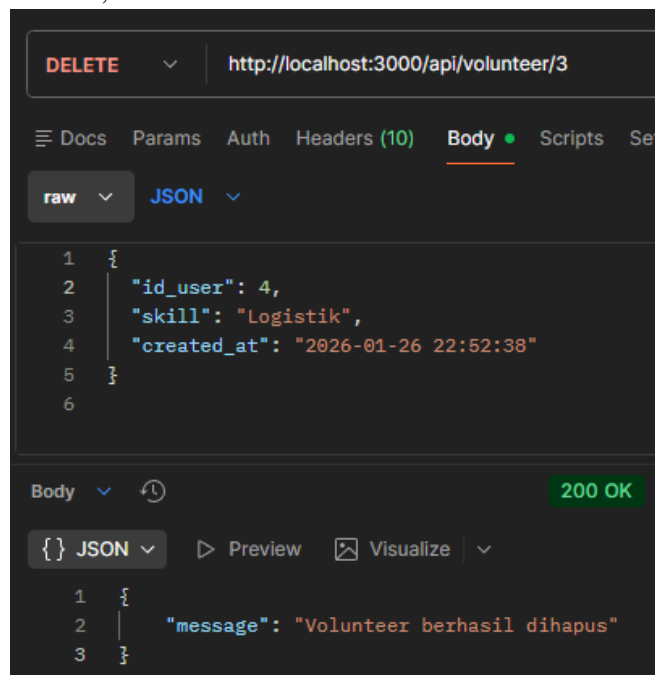 DELETE http://localhost:3000/api/volunteer/3
Docs Params Auth Headers (10) Body Scripts
raw JSON
1 {
2 "id_user": 4,
3 "skill": "Logistik",
4 "created_at": "2026-01-26 22:52:38"
5 }
6
Body 200 OK
{} JSON Preview Visualize
1 {
2 "message": "Volunteer berhasil dihapus"
3 }